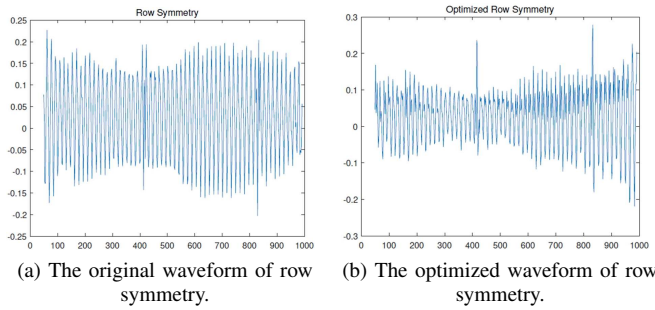 Row Symmetry
0.25
0.2
0.15
0.1
0.05
0
-0.05
-0.1
-0.15
-0.2
-0.25
0 100 200 300 400 500 600 700 800 900 1000
Optimized Row Symmetry
0.3
0.2
0.1
0
-0.1
-0.2
-0.3
0 100 200 300 400 500 600 700 800 900 1000
(a) The original waveform of row
symmetry.
(b) The optimized waveform of row
symmetry.